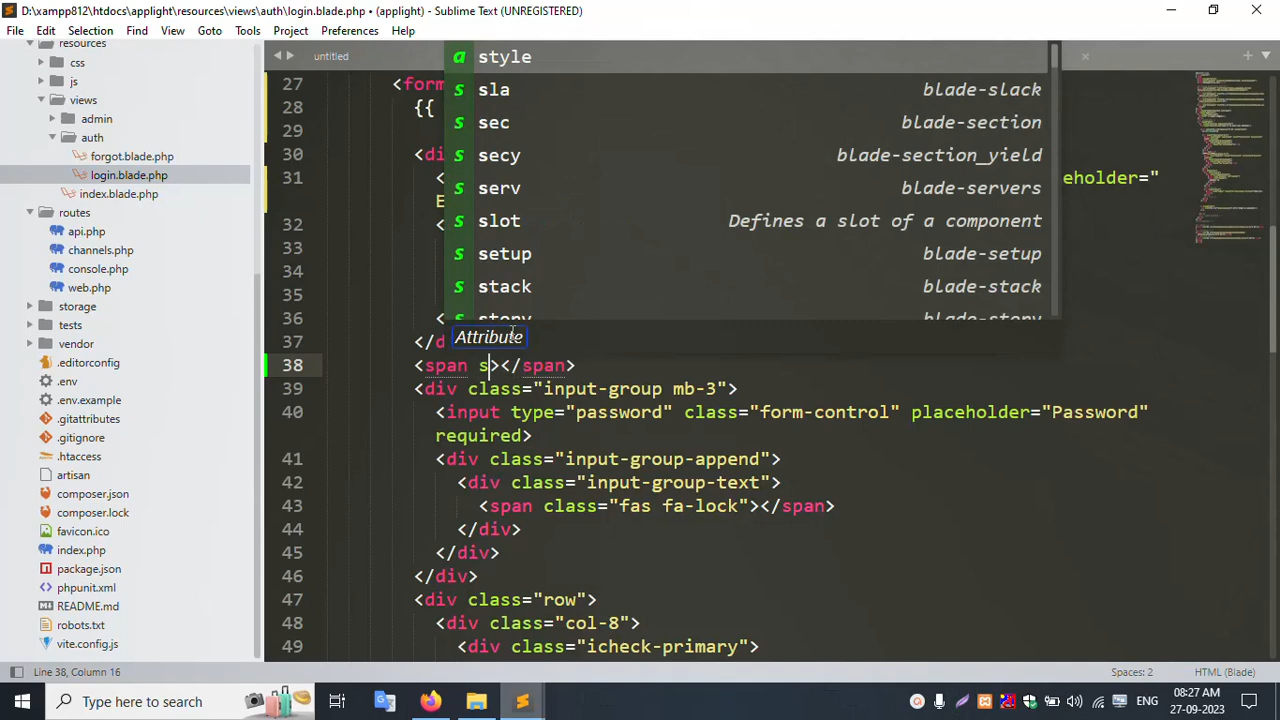 D:\xampp812\htdocs\applight\resources\views\auth\login.blade.php • (applight) - Sublime Text (UNREGISTERED)
File Edit Selection Find View Goto Tools Project Preferences Help
resources
css
js
views
admin
auth
forgot.blade.php
login.blade.php
index.blade.php
routes
api.php
channels.php
console.php
web.php
storage
tests
vendor
.editorconfig
.env
.env.example
.gitattributes
.gitignore
.htaccess
artisan
composer.json
composer.lock
favicon.ico
index.php
package.json
phpunit.xml
README.md
robots.txt
vite.config.js
untitled
style
sla blade-slack
sec blade-section
secy blade-section_yield
serv blade-servers
slot Defines a slot of a component
setup blade-setup
stack blade-stack
story blade-story
Attribute
27 <form
28 {{
29
30 <di
31 < eholder="
E
32 <
33
34
35
36 <
37 </d
38 <span s></span>
39 <div class="input-group mb-3">
40 <input type="password" class="form-control" placeholder="Password"
required>
41 <div class="input-group-append">
42 <div class="input-group-text">
43 <span class="fas fa-lock"></span>
44 </div>
45 </div>
46 </div>
47 <div class="row">
48 <div class="col-8">
49 <div class="icheck-primary">
Line 38, Column 16 Spaces: 2 HTML (Blade)
Type here to search
ENG
08:27 AM
27-09-2023